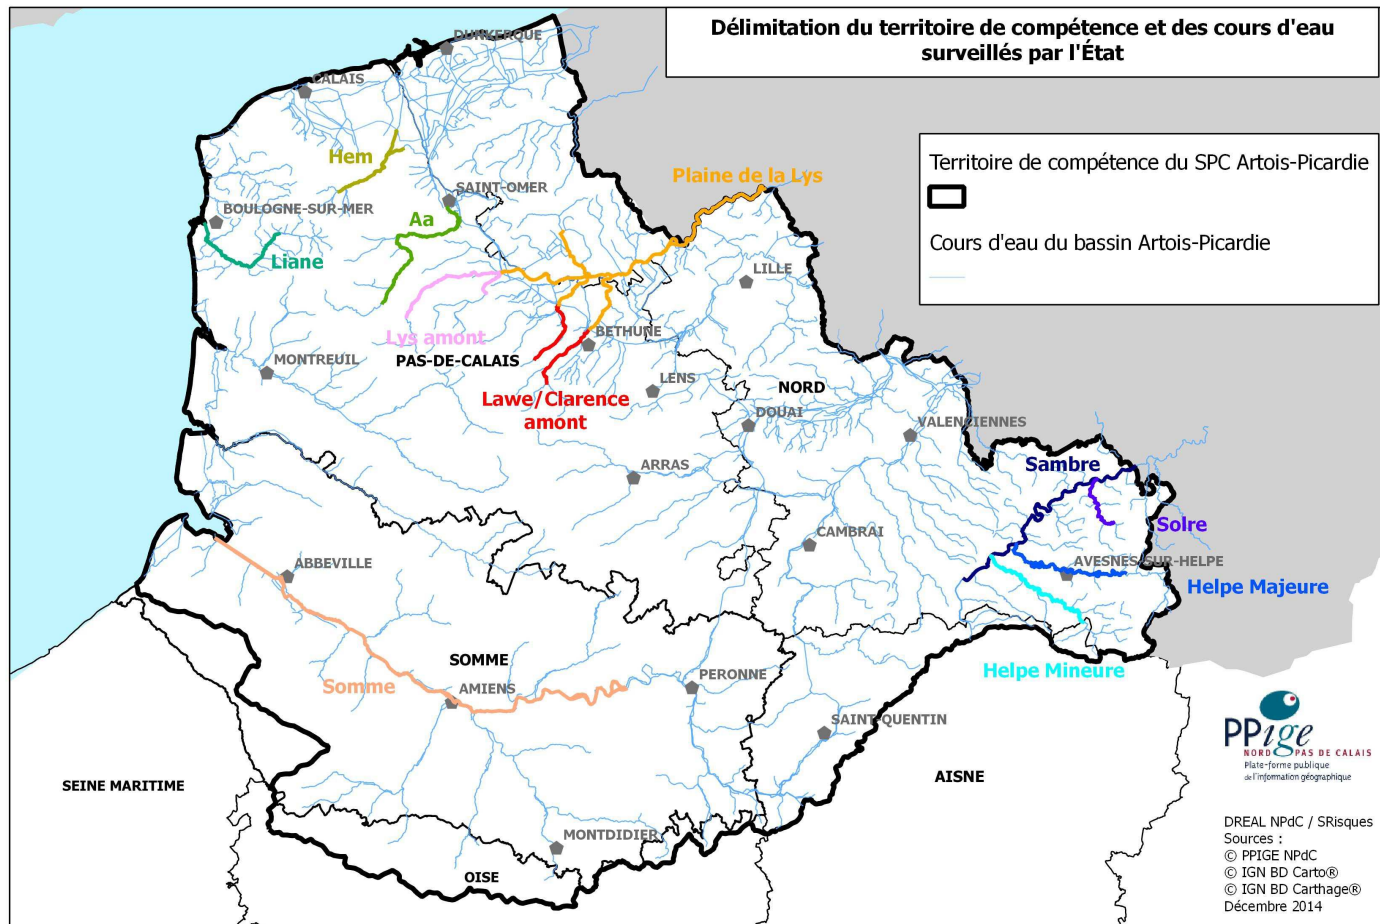 Délimitation du territoire de compétence et des cours d'eau
surveillés par l'État
Territoire de compétence du SPC Artois-Picardie
Cours d'eau du bassin Artois-Picardie
DUNKERQUE
CALAIS
Hem
Plaine de la Lys
SAINT-OMER
BOULOGNE-SUR-MER
Aa
Liane
LILLE
Lys amont
BETHUNE
PAS-DE-CALAIS
MONTREUIL
LENS
NORD
Lawe/Clarence
amont
DOUAI
VALENCIENNES
ARRAS
Sambre
Solre
CAMBRAI
ABBEVILLE
AVESNES-SUR-HELPE
Helpe Majeure
SOMME
Helpe Mineure
Somme
AMIENS
PERONNE
SAINT-QUENTIN
SEINE MARITIME
AISNE
MONTDIDIER
OISE
PPige
NORD PAS DE CALAIS
Plate-forme publique
de l'information géographique
DREAL NPdC / SRisques
Sources :
© PPIGE NPdC
© IGN BD Carto®
© IGN BD Carthage®
Décembre 2014